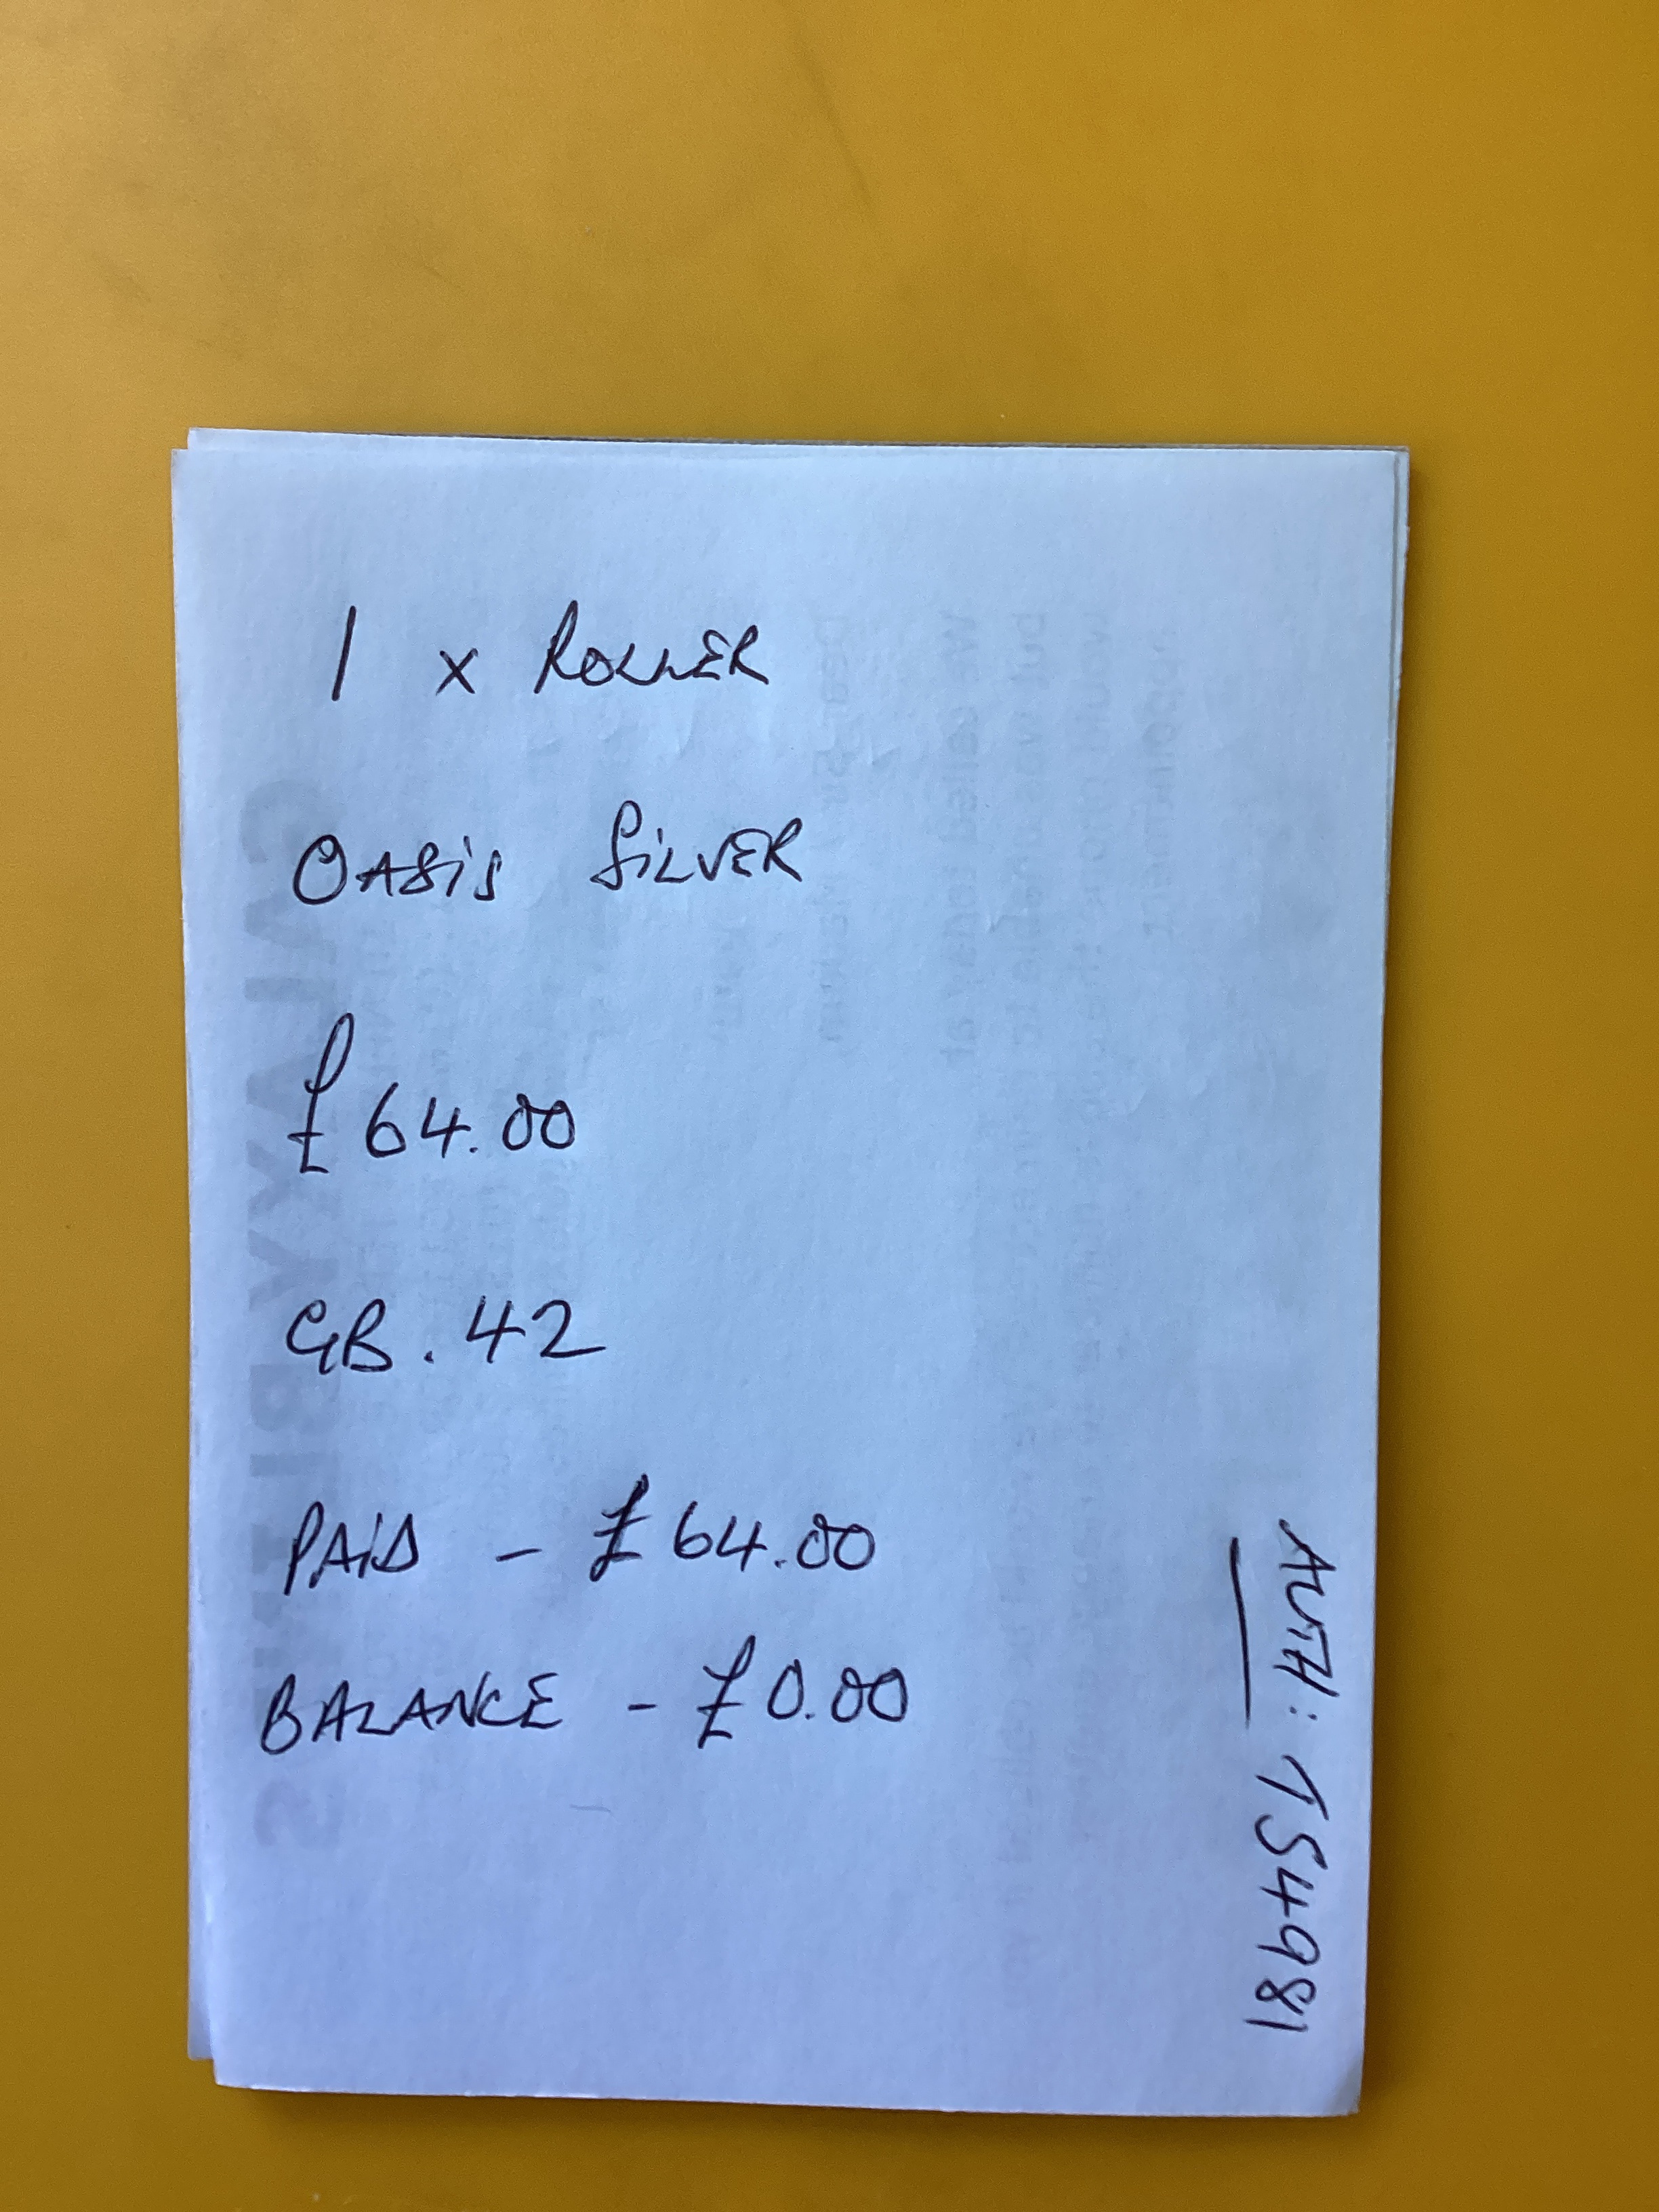 1 x ROLLER
OASIS SILVER
£64.00
GB.42
PAID - £64.00
BALANCE - £0.00
AUTH: TS4981